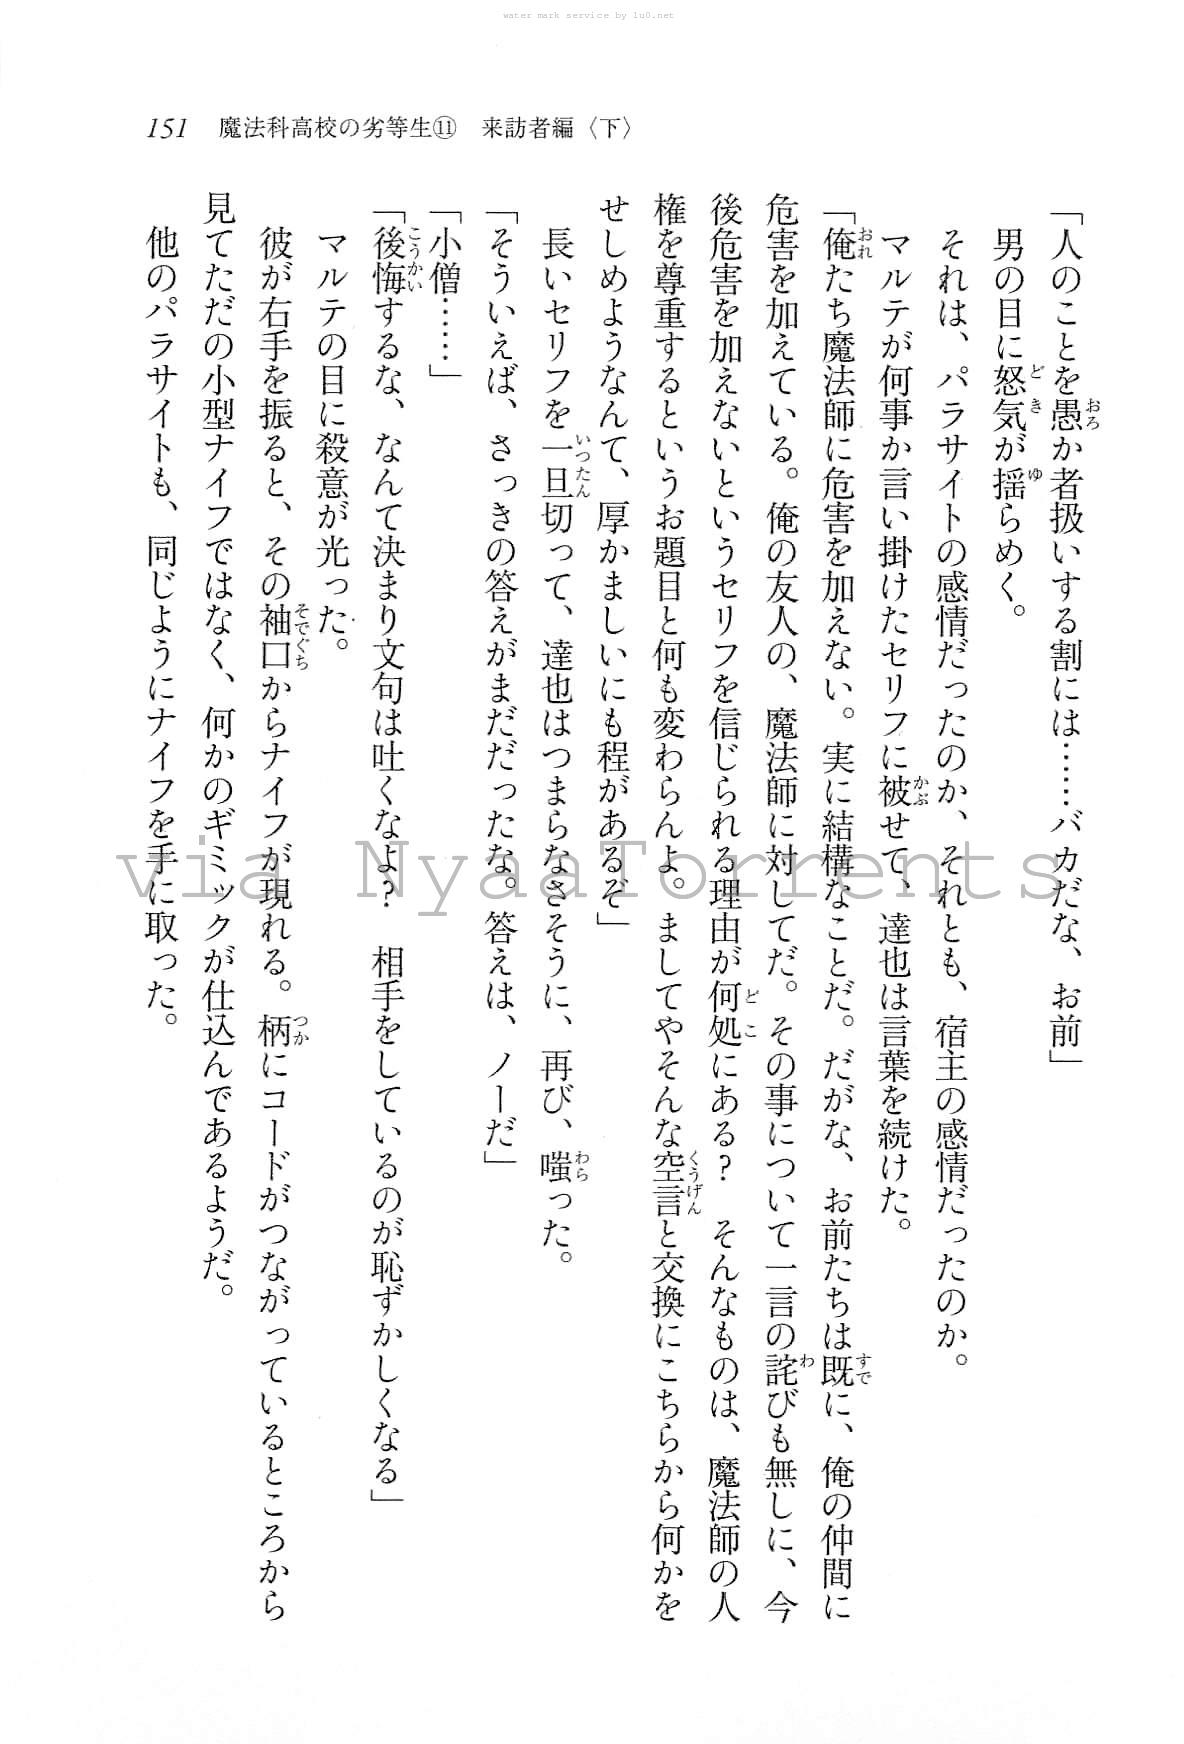 water mark service by lu0.net
151 魔法科高校の劣等生⑪ 来訪者編〈下〉
「人のことを愚か者扱いする割には……バカだな、お前」
男の目に怒気が揺らめく。
それは、パラサイトの感情だったのか、それとも、宿主の感情だったのか。
マルテが何事か言い掛けたセリフに被せて、達也は言葉を続けた。
「俺たち魔法師に危害を加えない。実に結構なことだ。だがな、お前たちは既に、俺の仲間に
危害を加えている。俺の友人の、魔法師に対してだ。その事について一言の詫びも無しに、今
後危害を加えないというセリフを信じられる理由が何処にある? そんなものは、魔法師の人
権を尊重するというお題目と何も変わらんよ。ましてやそんな空言と交換にこちらから何かを
せしめようなんて、厚かましいにも程があるぞ」
長いセリフを一旦切って、達也はつまらなさそうに、再び、嗤った。
「そういえば、さっきの答えがまだだったな。答えは、ノーだ」
「小僧……」
「後悔するな、なんて決まり文句は吐くなよ? 相手をしているのが恥ずかしくなる」
マルテの目に殺意が光った。
彼が右手を振ると、その袖口からナイフが現れる。柄にコードがつながっているところから
見てただの小型ナイフではなく、何かのギミックが仕込んであるようだ。
他のパラサイトも、同じようにナイフを手に取った。
via NyaaTorrents